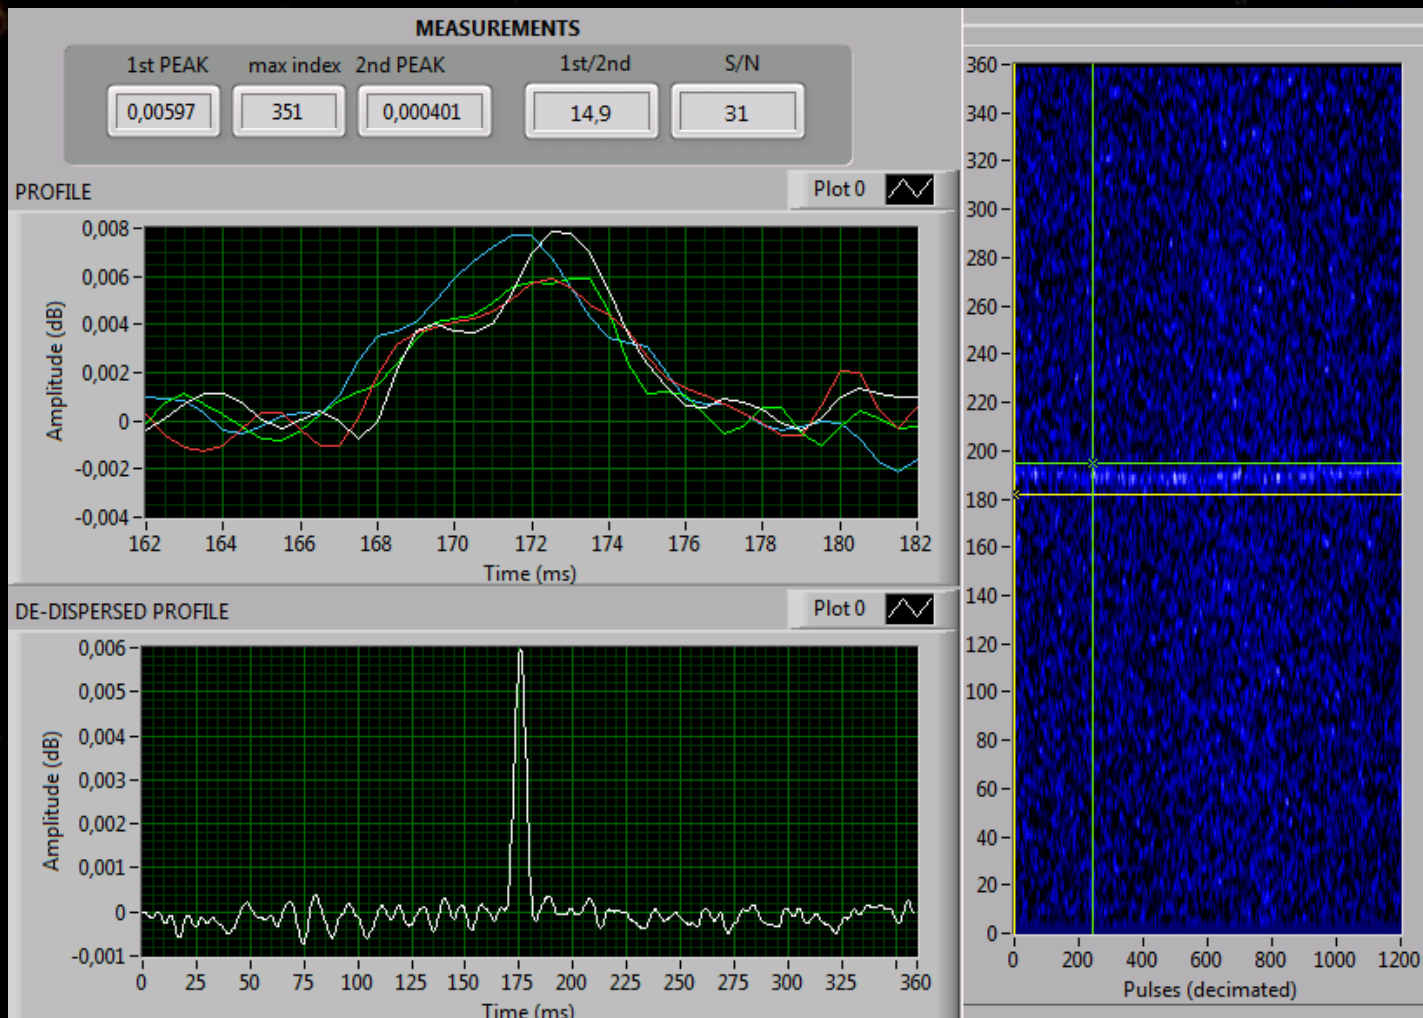 MEASUREMENTS
1st PEAK max index 2nd PEAK 1st/2nd S/N
0,00597 351 0,000401 14,9 31
PROFILE
Plot 0
0,008
0,006
0,004
0,002
0
-0,002
-0,004
Amplitude (dB)
162 164 166 168 170 172 174 176 178 180 182
Time (ms)
DE-DISPERSED PROFILE
Plot 0
0,006
0,005
0,004
0,003
0,002
0,001
0
-0,001
Amplitude (dB)
0 25 50 75 100 125 150 175 200 225 250 275 300 325 360
Time (ms)
360
340
320
300
280
260
240
220
200
180
160
140
120
100
80
60
40
20
0
0 200 400 600 800 1000 1200
Pulses (decimated)